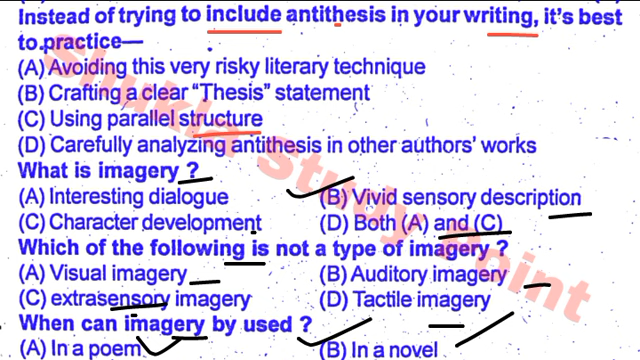 Instead of trying to include antithesis in your writing, it's best
to practice—
(A) Avoiding this very risky literary technique
(B) Crafting a clear “Thesis” statement
(C) Using parallel structure
(D) Carefully analyzing antithesis in other authors' works
What is imagery ?
(A) Interesting dialogue (B) Vivid sensory description
(C) Character development (D) Both (A) and (C)
Which of the following is not a type of imagery ?
(A) Visual imagery (B) Auditory imagery
(C) extrasensory imagery (D) Tactile imagery
When can imagery by used ?
(A) In a poem (B) In a novel
Shukla study point